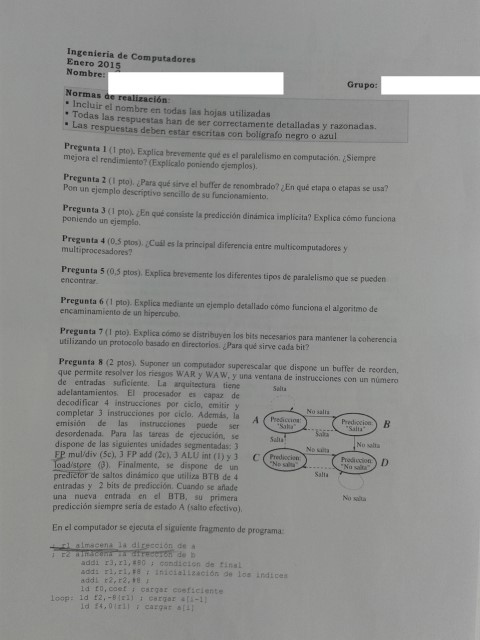 Ingeniería de Computadores
Enero 2015
Nombre:
Grupo:
Normas de realización:
• Incluir el nombre en todas las hojas utilizadas
• Todas las respuestas han de ser correctamente detalladas y razonadas.
• Las respuestas deben estar escritas con bolígrafo negro o azul
Pregunta 1 (1 pto). Explica brevemente qué es el paralelismo en computación. ¿Siempre
mejora el rendimiento? (Explícalo poniendo ejemplos).
Pregunta 2 (1 pto). ¿Para qué sirve el buffer de renombrado? ¿En qué etapa o etapas se usa?
Pon un ejemplo descriptivo sencillo de su funcionamiento.
Pregunta 3 (1 pto). ¿En qué consiste la predicción dinámica implícita? Explica cómo funciona
poniendo un ejemplo.
Pregunta 4 (0,5 ptos). ¿Cuál es la principal diferencia entre multicomputadores y
multiprocesadores?
Pregunta 5 (0,5 ptos). Explica brevemente los diferentes tipos de paralelismo que se pueden
encontrar.
Pregunta 6 (1 pto). Explica mediante un ejemplo detallado cómo funciona el algoritmo de
encaminamiento de un hipercubo.
Pregunta 7 (1 pto). Explica cómo se distribuyen los bits necesarios para mantener la coherencia
utilizando un protocolo basado en directorios. ¿Para qué sirve cada bit?
Pregunta 8 (2 ptos). Suponer un computador superescalar que dispone un buffer de reorden,
que permite resolver los riesgos WAR y WAW, y una ventana de instrucciones con un número
de entradas suficiente. La arquitectura tiene
adelantamientos. El procesador es capaz de
decodificar 4 instrucciones por ciclo, emitir y
completar 3 instrucciones por ciclo. Además, la
emisión de las instrucciones puede ser
desordenada. Para las tareas de ejecución, se
dispone de las siguientes unidades segmentadas: 3
FP mul/div (5c), 3 FP add (2c), 3 ALU int (1) y 3
load/store (3). Finalmente, se dispone de un
predictor de saltos dinámico que utiliza BTB de 4
entradas y 2 bits de predicción. Cuando se añade
una nueva entrada en el BTB, su primera
predicción siempre sería de estado A (salto efectivo).
Salta
No salta
A
Prediccion:
"Salta"
Prediccion:
"Salta"
B
Salta
Salta
No salta
C
Prediccion:
"No salta"
Prediccion:
"No salta"
D
Salta
No salta
En el computador se ejecuta el siguiente fragmento de programa:
; r1 almacena la dirección de a
; r2 almacena la dirección de b
addi r3,r1,#80 ; condición de final
addi r1,r1,#8 ; inicialización de los índices
addi r2,r2,#8 ;
ld f0,coef ; cargar coeficiente
loop: ld f2,-8(r1) ; cargar a[i-1]
ld f4,0(r1) ; cargar a[i]